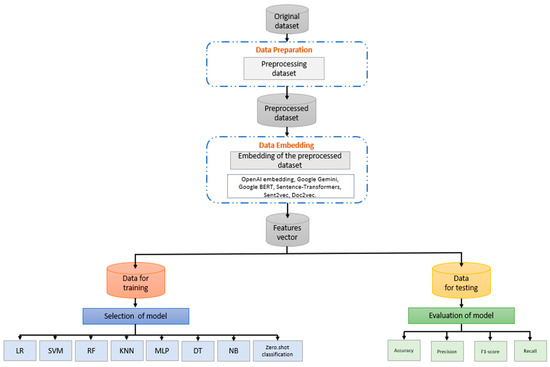 Original
dataset
Data Preparation
Preprocessing
dataset
Preprocessed
dataset
Data Embedding
Embedding of the preprocessed
dataset
OpenAI embedding, Google Gemini,
Google BERT, Sentence-Transformers,
Sent2vec, Doc2vec.
Features
vector
Data for
training
Data
for testing
Selection of model
Evaluation of model
LR
SVM
RF
KNN
MLP
DT
NB
Zero.shot
classification
Accuracy
Precision
F1-score
Recall